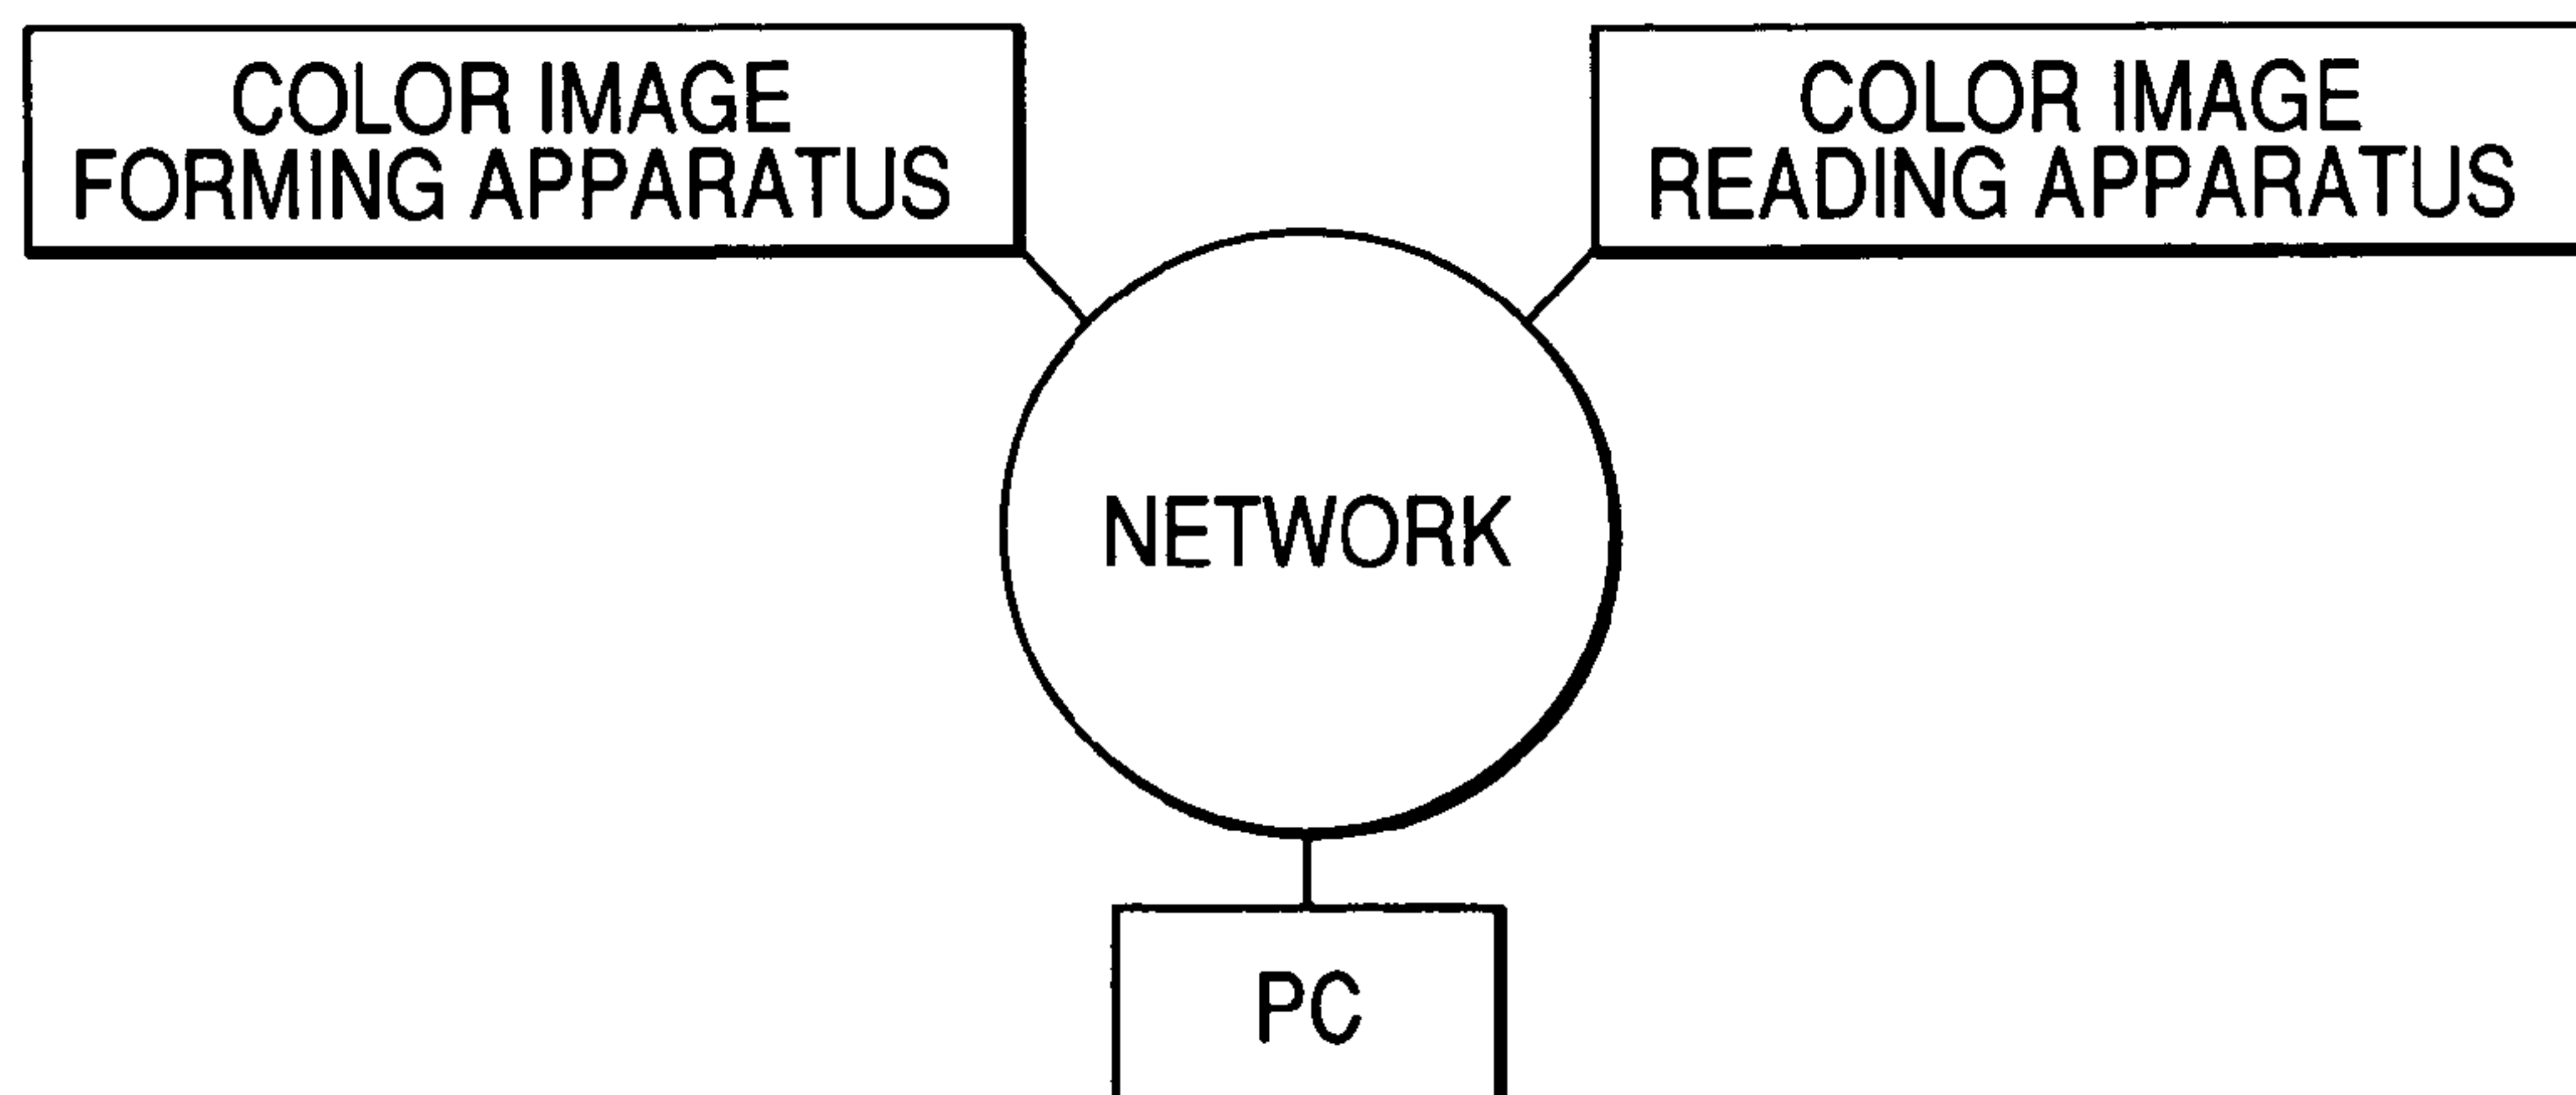 COLOR IMAGE
FORMING APPARATUS
COLOR IMAGE
READING APPARATUS
NETWORK
PC